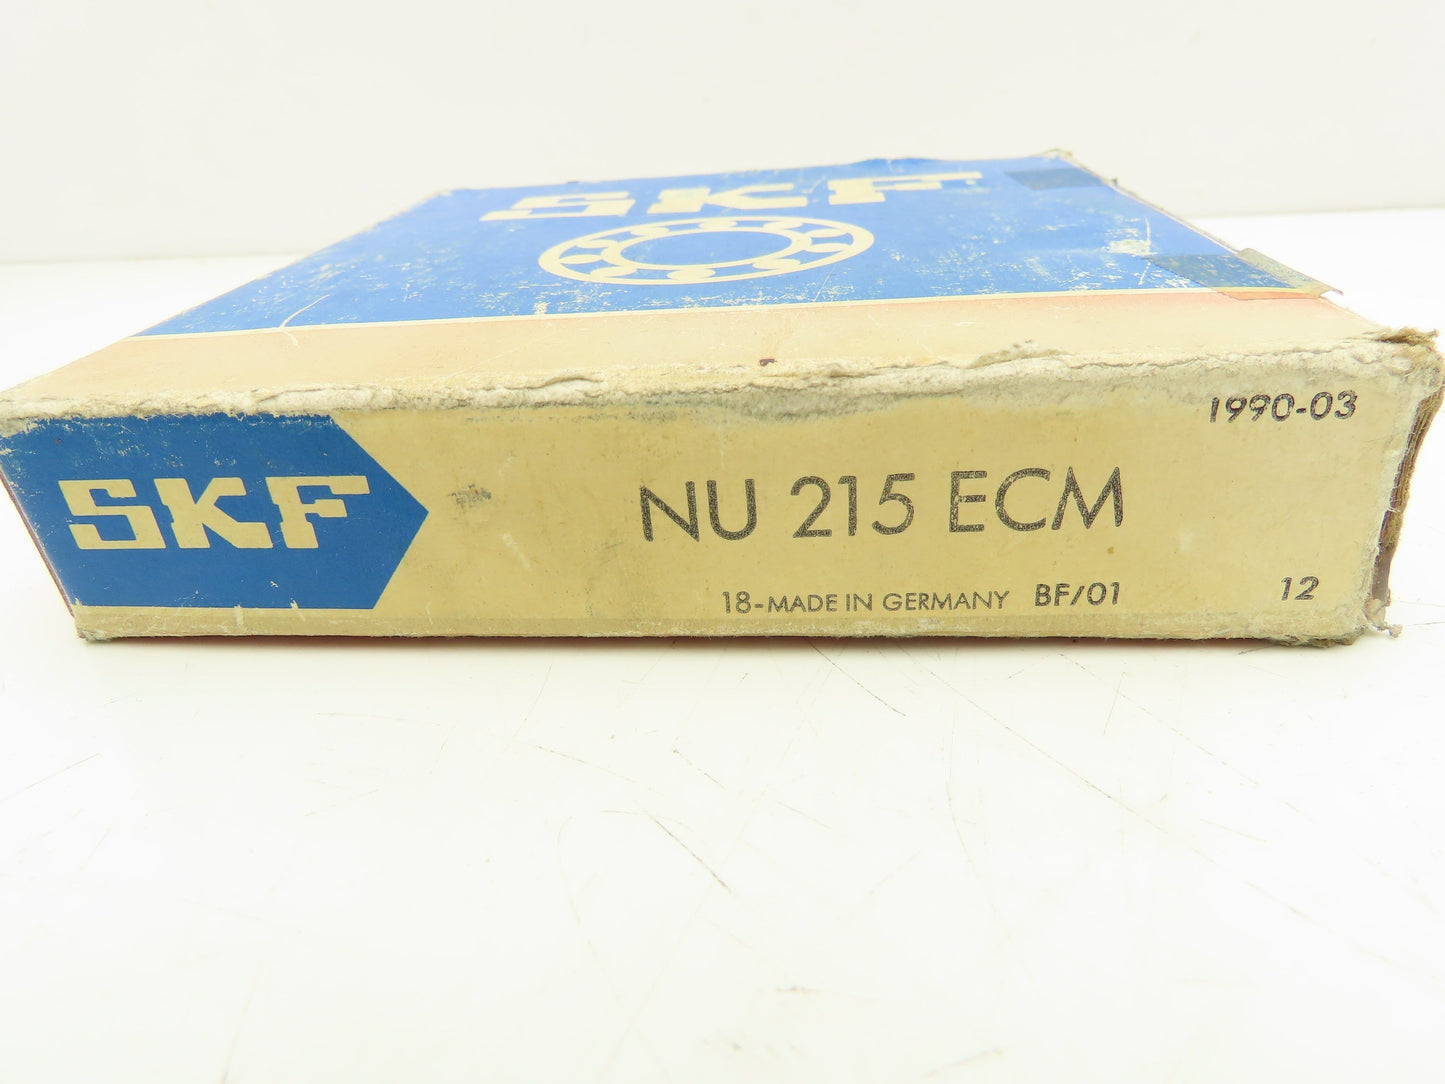 SKF
1990-03
SKF
NU 215 ECM
18-MADE IN GERMANY BF/01 12